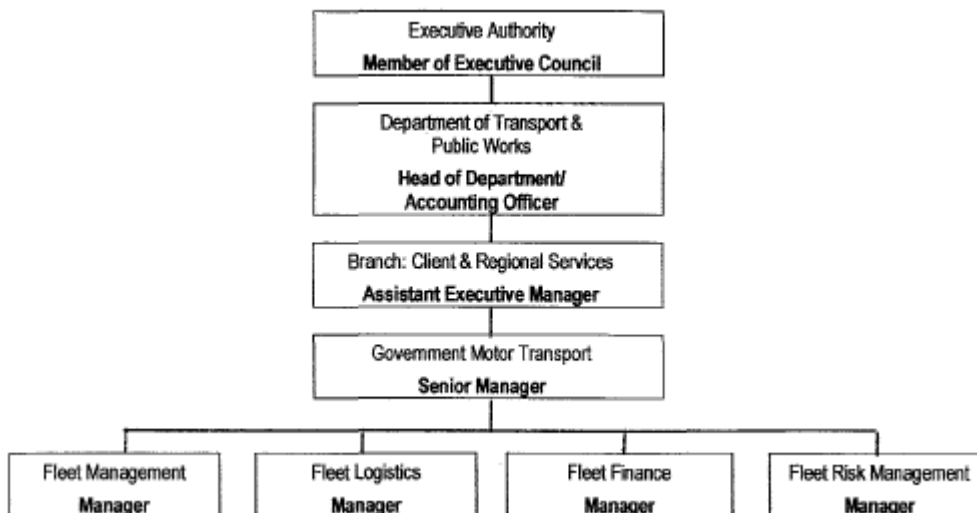 Executive Authority
Member of Executive Council
Department of Transport &
Public Works
Head of Department/
Accounting Officer
Branch: Client & Regional Services
Assistant Executive Manager
Government Motor Transport
Senior Manager
Fleet Management
Manager
Fleet Logistics
Manager
Fleet Finance
Manager
Fleet Risk Management
Manager